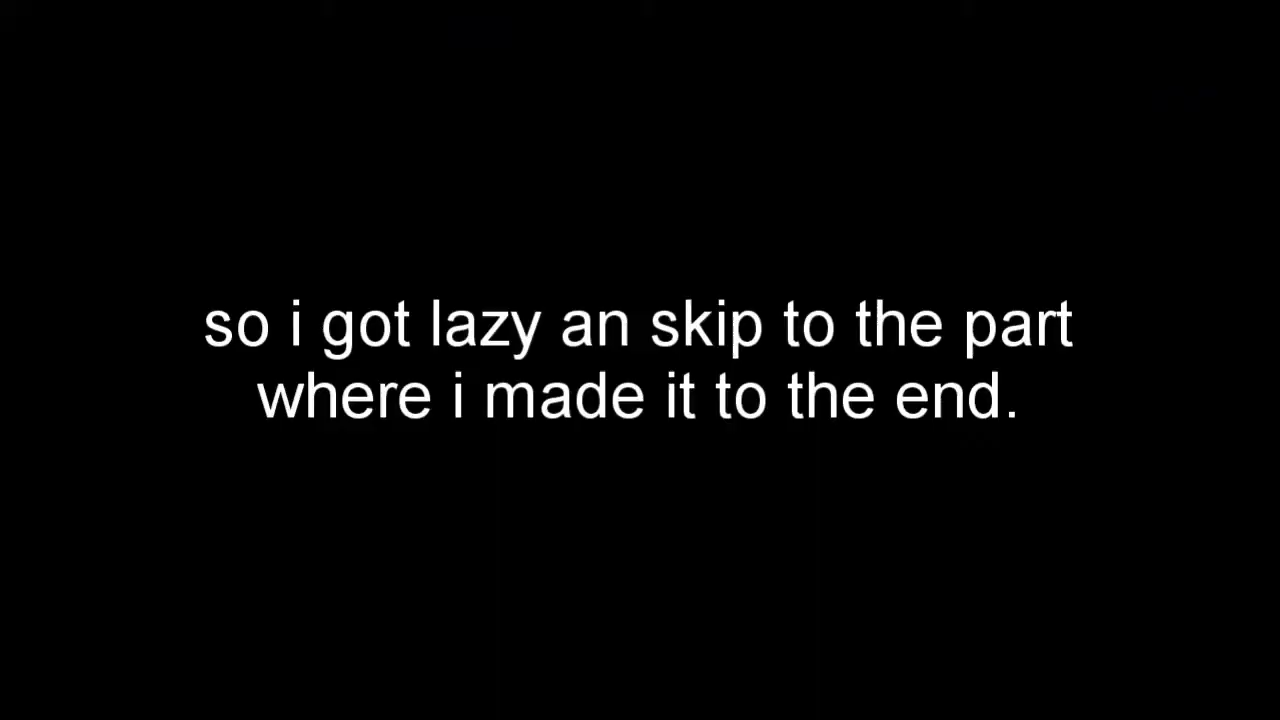 so i got lazy an skip to the part
where i made it to the end.